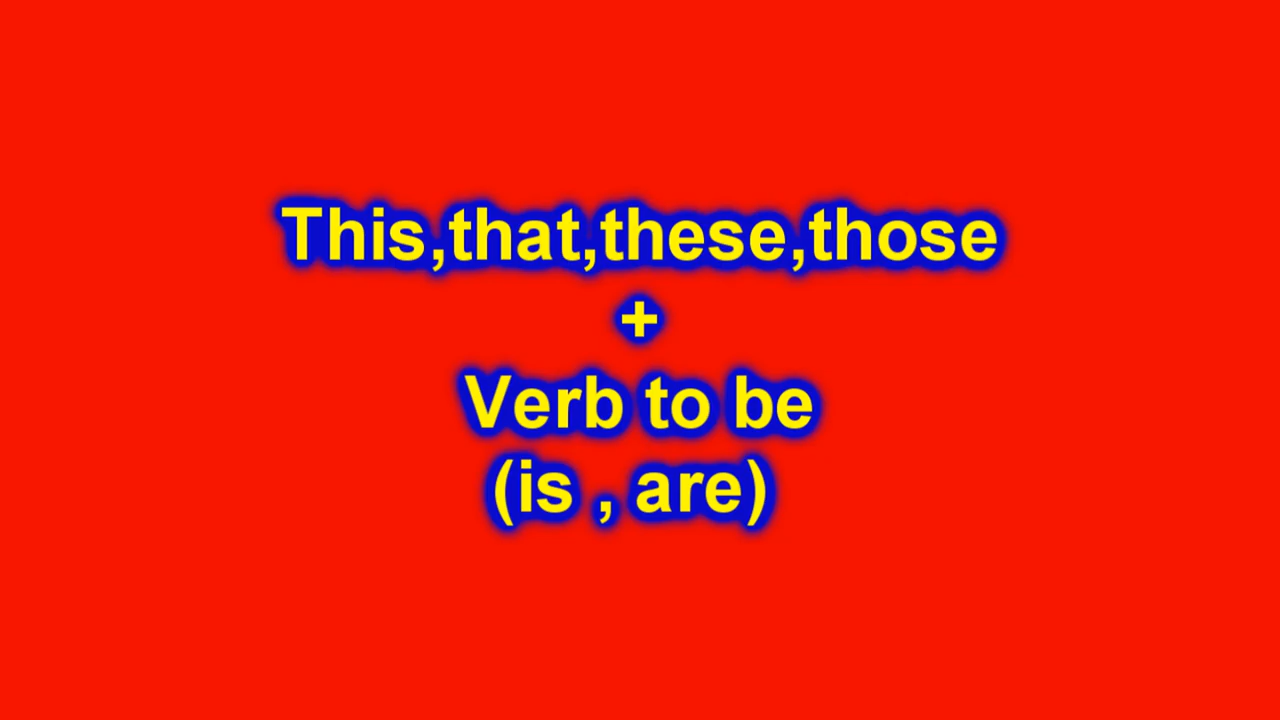 This,that,these,those
+
Verb to be
(is , are)